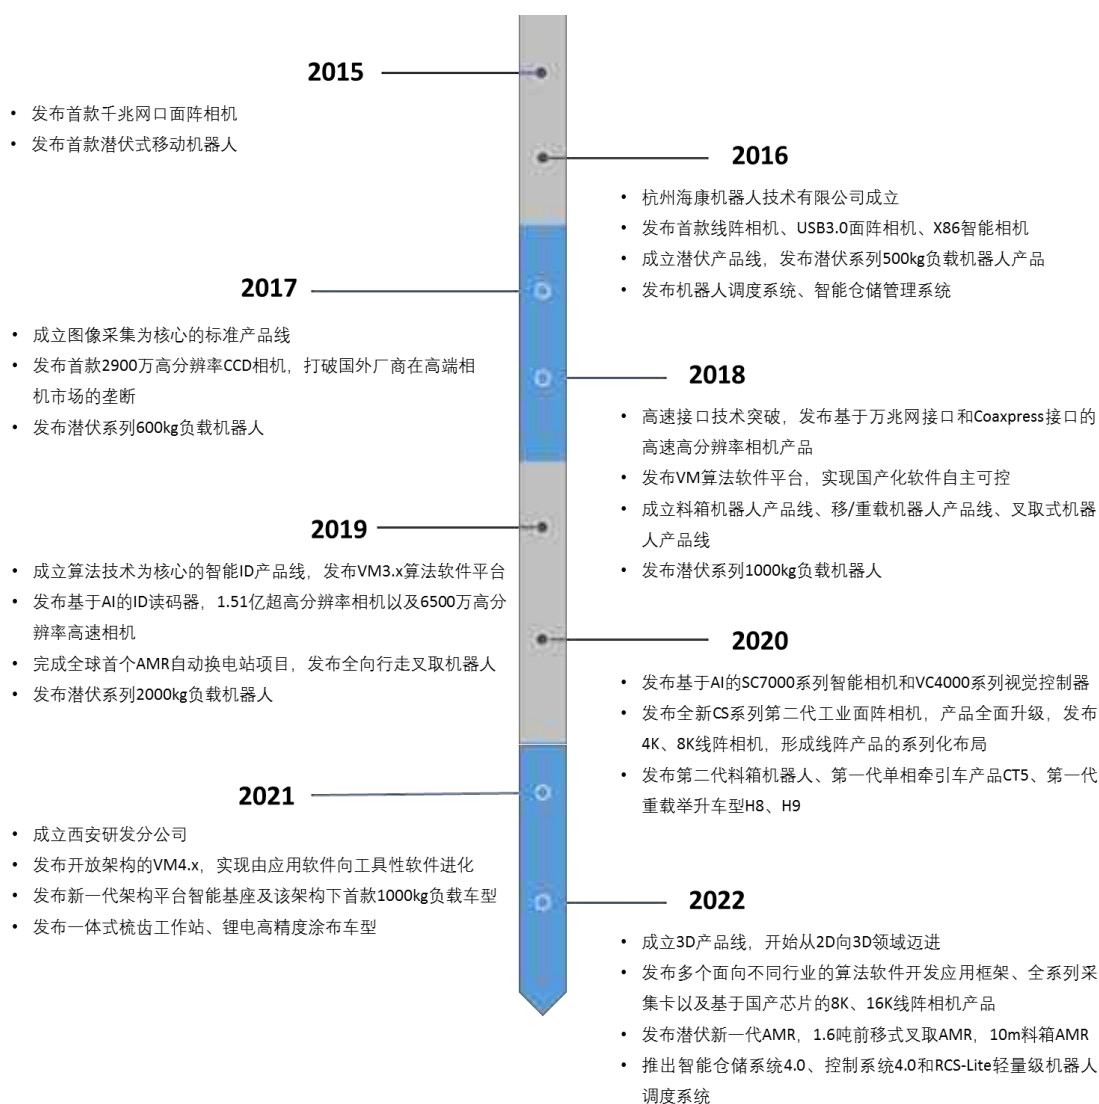 2015
• 发布首款千兆网口面阵相机
• 发布首款潜伏式移动机器人
2016
• 杭州海康机器人技术有限公司成立
• 发布首款线阵相机、USB3.0面阵相机、X86智能相机
• 成立潜伏产品线，发布潜伏系列500kg负载机器人产品
• 发布机器人调度系统、智能仓储管理系统
2017
• 成立图像采集为核心的标准产品线
• 发布首款2900万高分辨率CCD相机，打破国外厂商在高端相
机市场的垄断
• 发布潜伏系列600kg负载机器人
2018
• 高速接口技术突破，发布基于万兆网接口和Coaxpress接口的
高速高分辨率相机产品
• 发布VM算法软件平台，实现国产化软件自主可控
• 成立料箱机器人产品线、移/重载机器人产品线、叉取式机器
人产品线
• 发布潜伏系列1000kg负载机器人
2019
• 成立算法技术为核心的智能ID产品线，发布VM3.x算法软件平台
• 发布基于AI的ID读码器，1.51亿超高分辨率相机以及6500万高分
辨率高速相机
• 完成全球首个AMR自动换电站项目，发布全向行走叉取机器人
• 发布潜伏系列2000kg负载机器人
2020
• 发布基于AI的SC7000系列智能相机和VC4000系列视觉控制器
• 发布全新CS系列第二代工业面阵相机，产品全面升级，发布
4K、8K线阵相机，形成线阵产品的系列化布局
• 发布第二代料箱机器人、第一代单相牵引车产品CT5、第一代
重载举升车型H8、H9
2021
• 成立西安研发分公司
• 发布开放架构的VM4.x，实现由应用软件向工具性软件进化
• 发布新一代架构平台智能基座及该架构下首款1000kg负载车型
• 发布一体式梳齿工作站、锂电高精度涂布车型
2022
• 成立3D产品线，开始从2D向3D领域迈进
• 发布多个面向不同行业的算法软件开发应用框架、全系列采
集卡以及基于国产芯片的8K、16K线阵相机产品
• 发布潜伏新一代AMR，1.6吨前移式叉取AMR，10m料箱AMR
• 推出智能仓储系统4.0、控制系统4.0和RCS-Lite轻量级机器人
调度系统